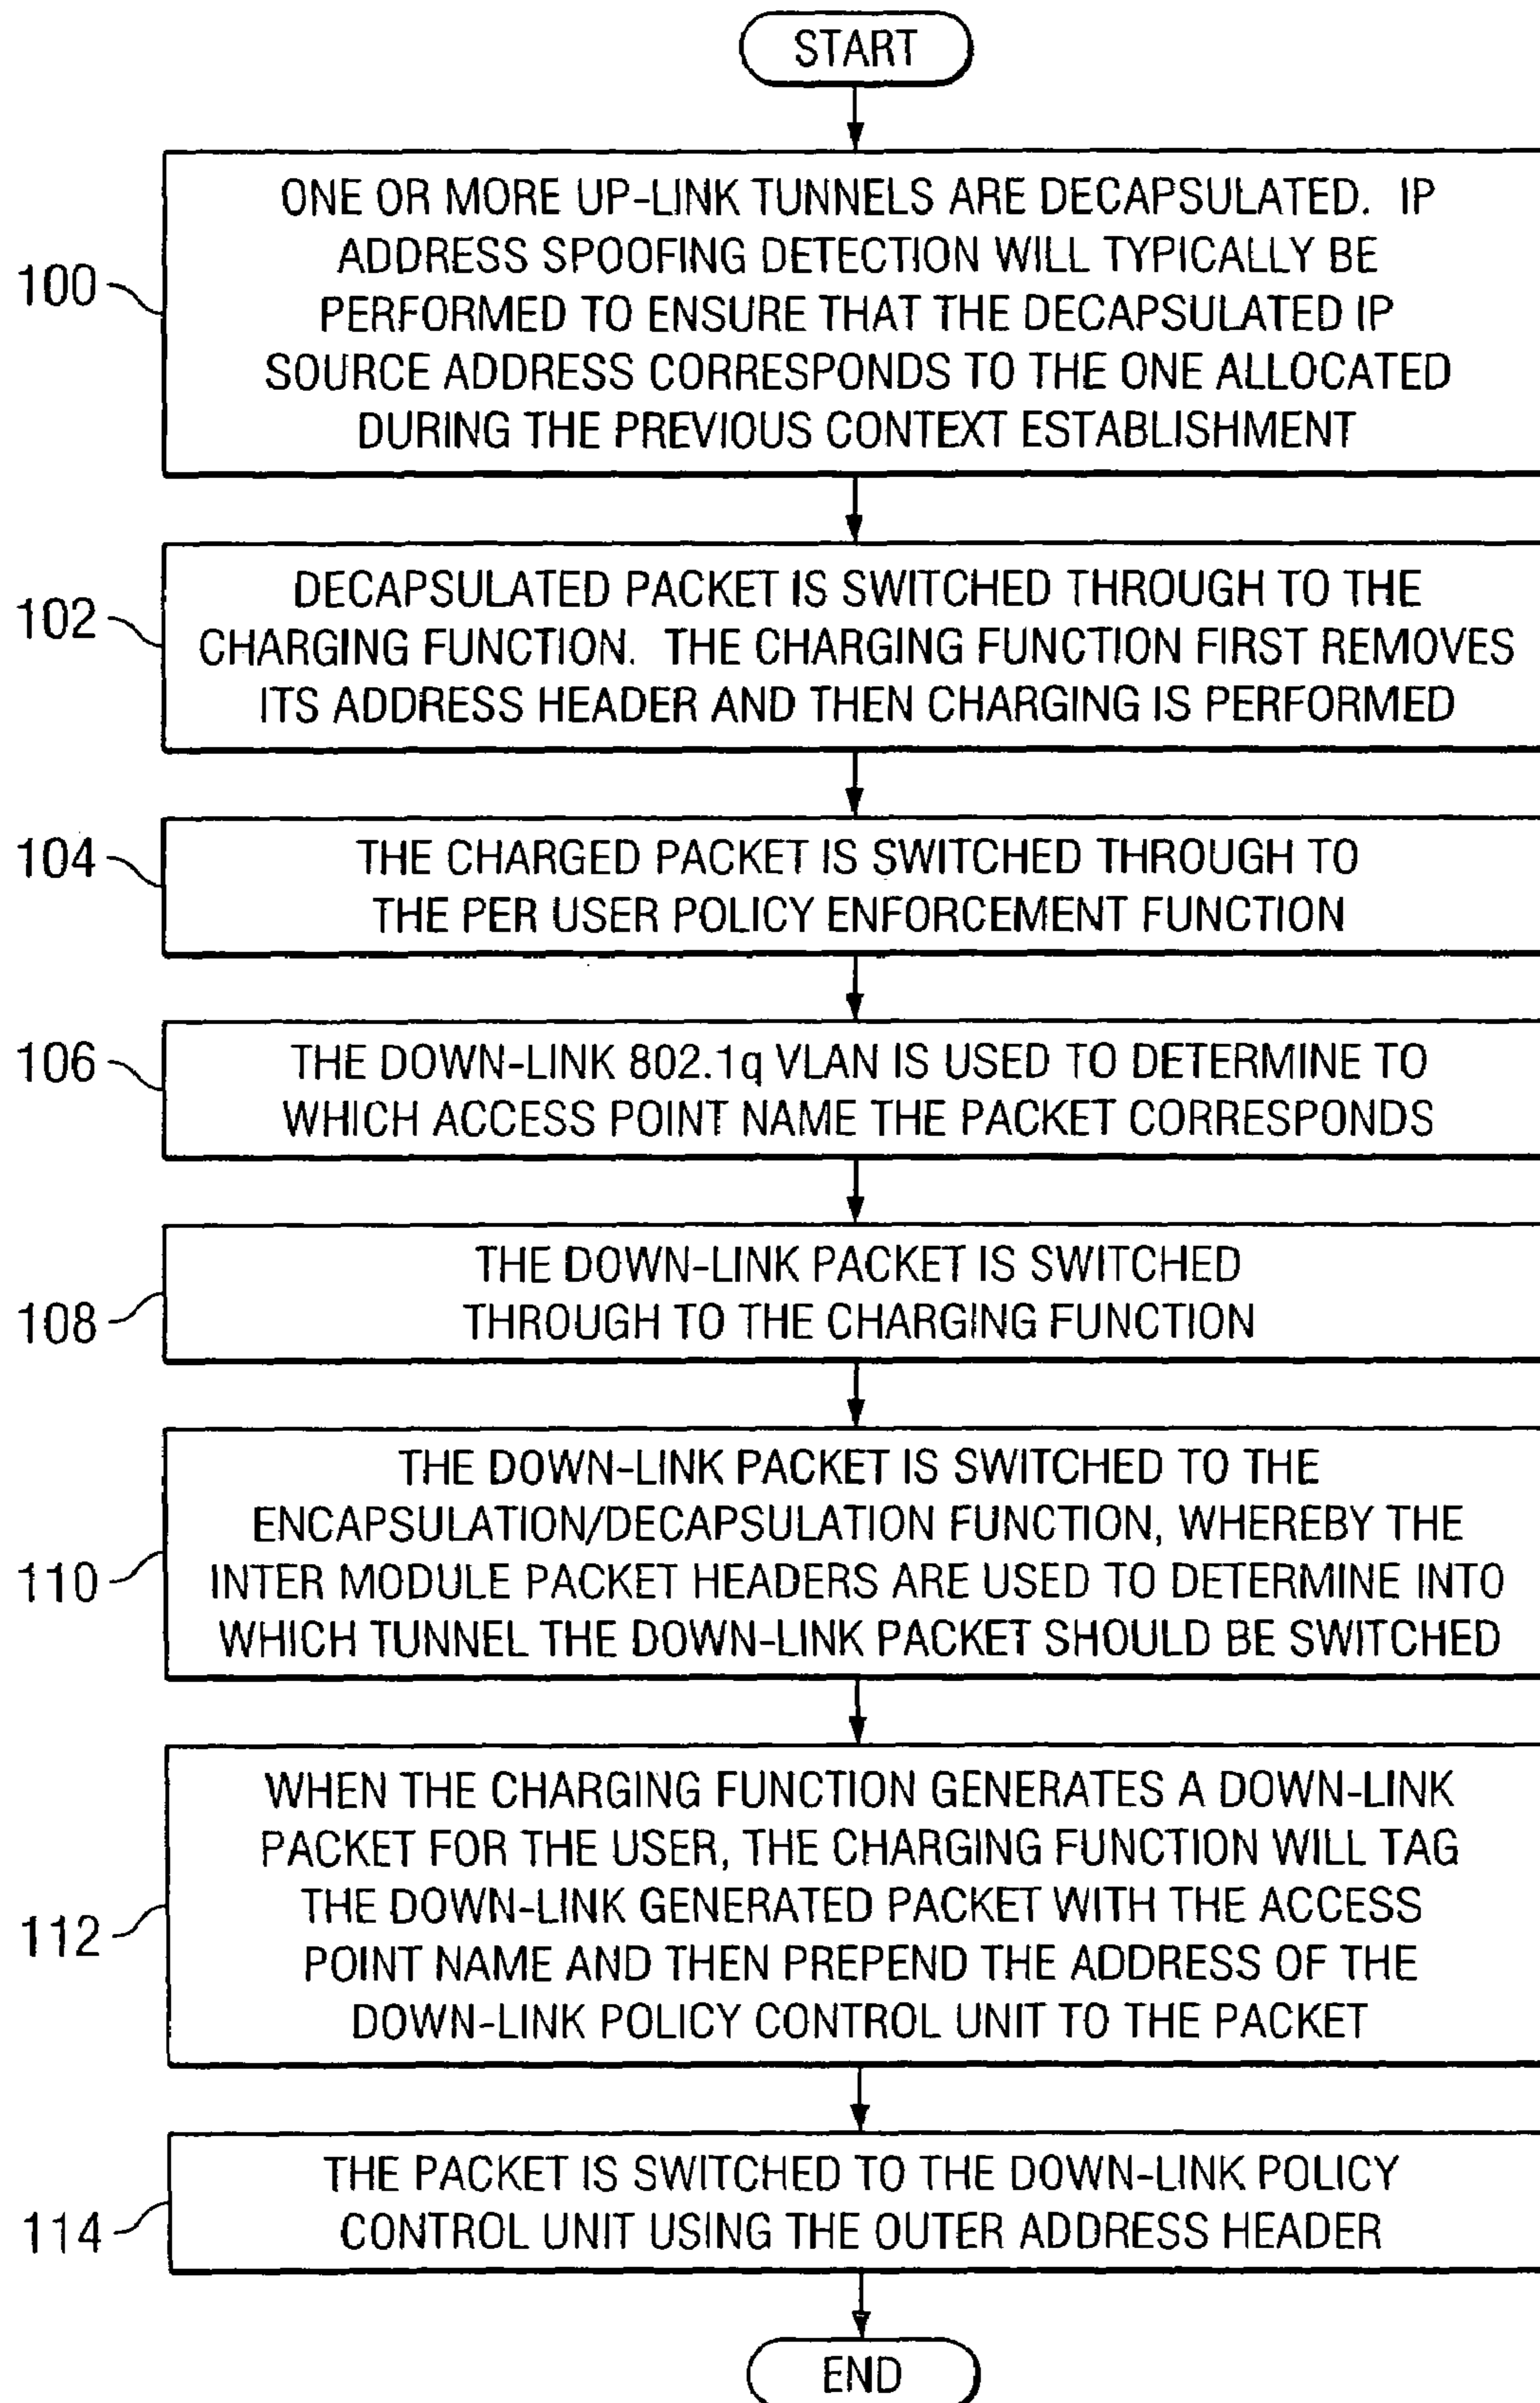 START
100
ONE OR MORE UP-LINK TUNNELS ARE DECAPSULATED. IP
ADDRESS SPOOFING DETECTION WILL TYPICALLY BE
PERFORMED TO ENSURE THAT THE DECAPSULATED IP
SOURCE ADDRESS CORRESPONDS TO THE ONE ALLOCATED
DURING THE PREVIOUS CONTEXT ESTABLISHMENT
102
DECAPSULATED PACKET IS SWITCHED THROUGH TO THE
CHARGING FUNCTION. THE CHARGING FUNCTION FIRST REMOVES
ITS ADDRESS HEADER AND THEN CHARGING IS PERFORMED
104
THE CHARGED PACKET IS SWITCHED THROUGH TO
THE PER USER POLICY ENFORCEMENT FUNCTION
106
THE DOWN-LINK 802.1q VLAN IS USED TO DETERMINE TO
WHICH ACCESS POINT NAME THE PACKET CORRESPONDS
108
THE DOWN-LINK PACKET IS SWITCHED
THROUGH TO THE CHARGING FUNCTION
110
THE DOWN-LINK PACKET IS SWITCHED TO THE
ENCAPSULATION/DECAPSULATION FUNCTION, WHEREBY THE
INTER MODULE PACKET HEADERS ARE USED TO DETERMINE INTO
WHICH TUNNEL THE DOWN-LINK PACKET SHOULD BE SWITCHED
112
WHEN THE CHARGING FUNCTION GENERATES A DOWN-LINK
PACKET FOR THE USER, THE CHARGING FUNCTION WILL TAG
THE DOWN-LINK GENERATED PACKET WITH THE ACCESS
POINT NAME AND THEN PREPEND THE ADDRESS OF THE
DOWN-LINK POLICY CONTROL UNIT TO THE PACKET
114
THE PACKET IS SWITCHED TO THE DOWN-LINK POLICY
CONTROL UNIT USING THE OUTER ADDRESS HEADER
END